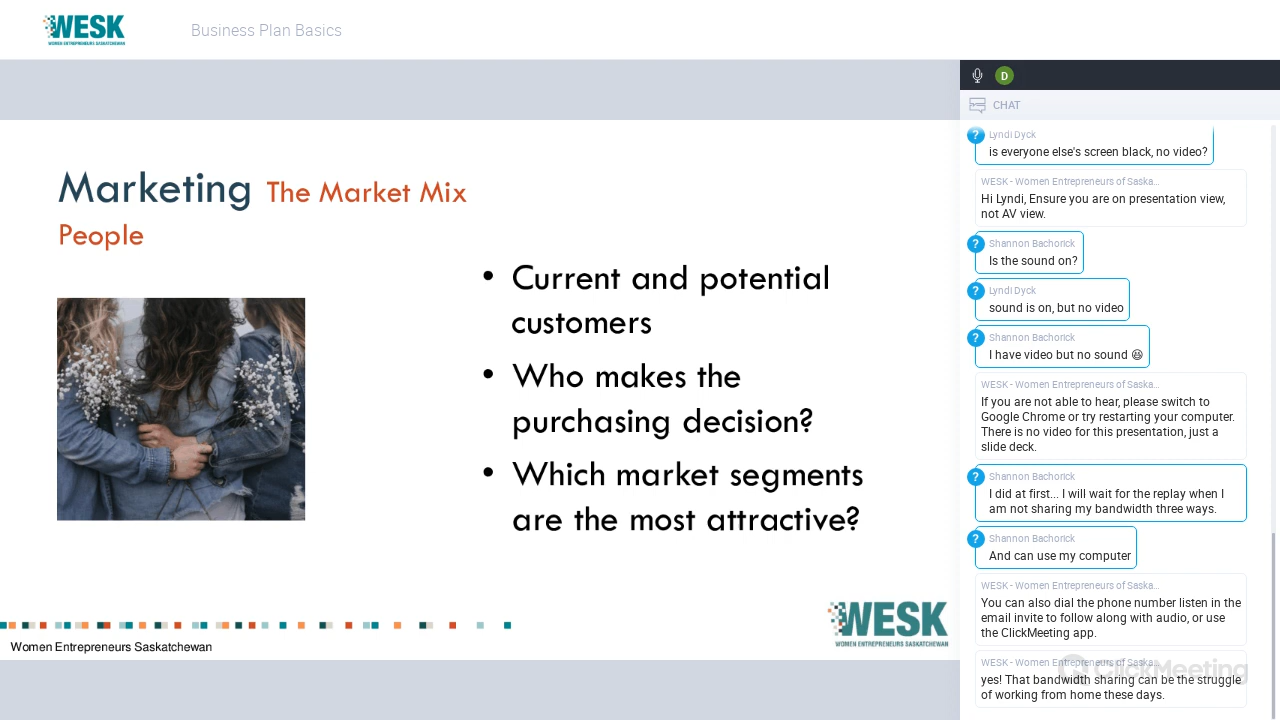 WESK
WOMEN ENTREPRENEURS SASKATCHEWAN
Business Plan Basics
D
CHAT
Marketing The Market Mix
People
• Current and potential
customers
• Who makes the
purchasing decision?
• Which market segments
are the most attractive?
WESK
WOMEN ENTREPRENEURS SASKATCHEWAN
Women Entrepreneurs Saskatchewan
?
Lyndi Dyck
is everyone else's screen black, no video?
WESK - Women Entrepreneurs of Saska...
Hi Lyndi, Ensure you are on presentation view,
not AV view.
?
Shannon Bachorick
Is the sound on?
?
Lyndi Dyck
sound is on, but no video
?
Shannon Bachorick
I have video but no sound 😆
WESK - Women Entrepreneurs of Saska...
If you are not able to hear, please switch to
Google Chrome or try restarting your computer.
There is no video for this presentation, just a
slide deck.
?
Shannon Bachorick
I did at first... I will wait for the replay when I
am not sharing my bandwidth three ways.
?
Shannon Bachorick
And can use my computer
WESK - Women Entrepreneurs of Saska...
You can also dial the phone number listen in the
email invite to follow along with audio, or use
the ClickMeeting app.
WESK - Women Entrepreneurs of Saska...
yes! That bandwidth sharing can be the struggle
of working from home these days.
ClickMeeting